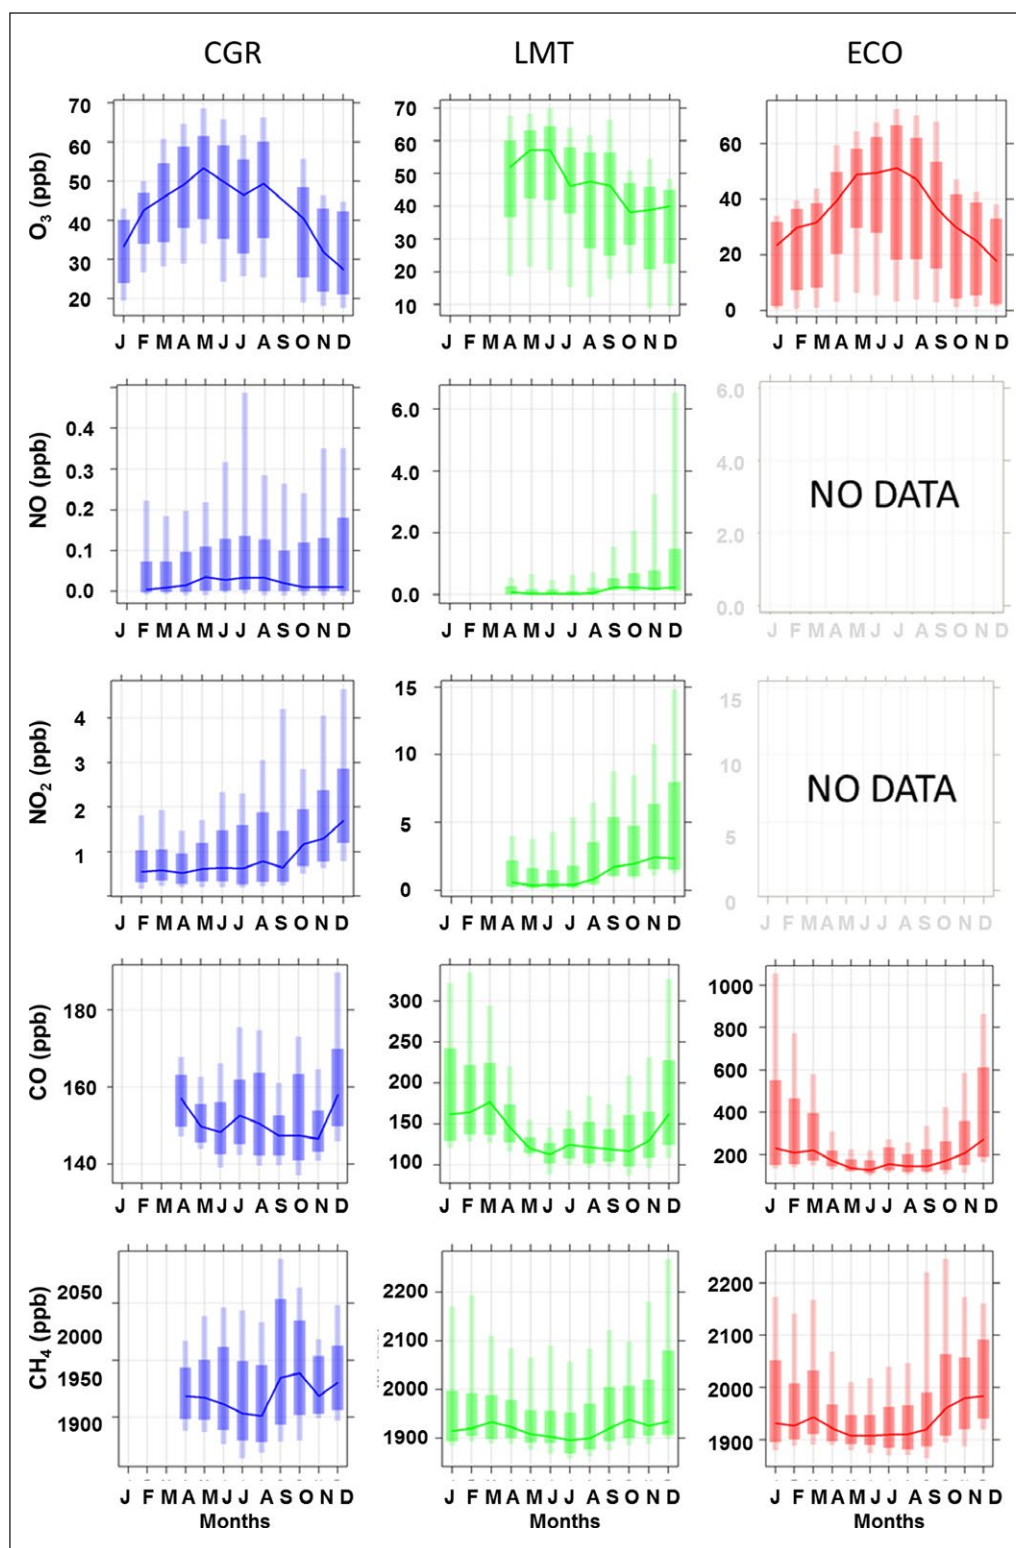 CGR LMT ECO
O3 (ppb)
70 60 50 40 30 20
70 60 50 40 30 20 10
60 40 20 0
J F M A M J J A S O N D
J F M A M J J A S O N D
J F M A M J J A S O N D
NO (ppb)
0.4 0.3 0.2 0.1 0.0
6.0 4.0 2.0 0.0
6.0 4.0 2.0 0.0
NO DATA
J F M A M J J A S O N D
J F M A M J J A S O N D
J F M A M J J A S O N D
NO2 (ppb)
4 3 2 1
15 10 5 0
15 10 5 0
NO DATA
J F M A M J J A S O N D
J F M A M J J A S O N D
J F M A M J J A S O N D
CO (ppb)
180 160 140
300 250 200 150 100
1000 800 600 400 200
J F M A M J J A S O N D
J F M A M J J A S O N D
J F M A M J J A S O N D
CH4 (ppb)
2050 2000 1950 1900
2200 2100 2000 1900
2200 2100 2000 1900
J F M A M J J A S O N D
J F M A M J J A S O N D
J F M A M J J A S O N D
Months Months Months